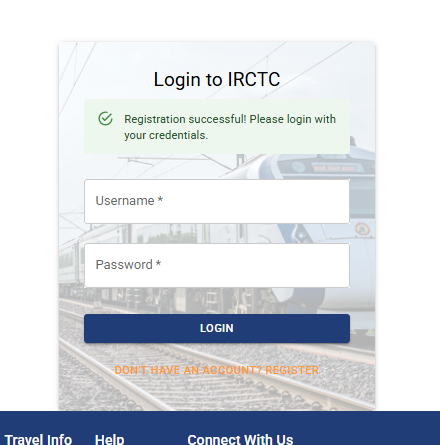 Login to IRCTC
Registration successful! Please login with
your credentials.
Username *
Password *
LOGIN
DON'T HAVE AN ACCOUNT? REGISTER
Travel Info Help Connect With Us